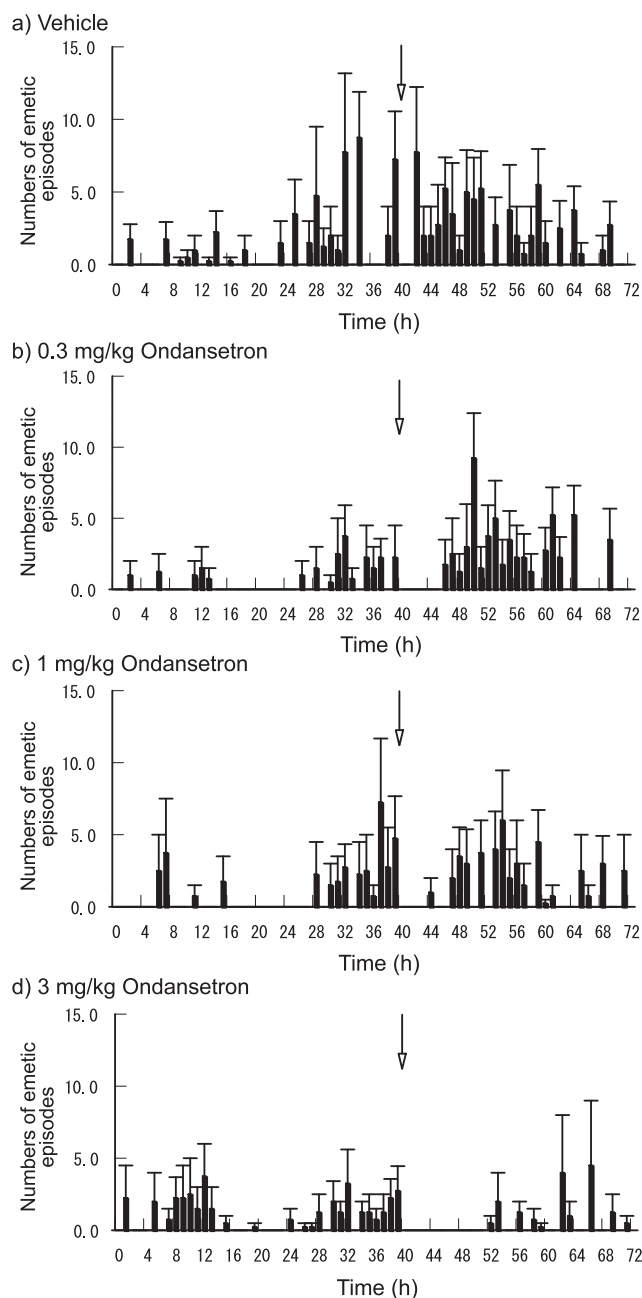 a) Vehicle
Numbers of emetic
episodes
15.0
10.0
5.0
0.0
0 4 8 12 16 20 24 28 32 36 40 44 48 52 56 60 64 68 72
Time (h)
b) 0.3 mg/kg Ondansetron
Numbers of emetic
episodes
15.0
10.0
5.0
0.0
0 4 8 12 16 20 24 28 32 36 40 44 48 52 56 60 64 68 72
Time (h)
c) 1 mg/kg Ondansetron
Numbers of emetic
episodes
15.0
10.0
5.0
0.0
0 4 8 12 16 20 24 28 32 36 40 44 48 52 56 60 64 68 72
Time (h)
d) 3 mg/kg Ondansetron
Numbers of emetic
episodes
15.0
10.0
5.0
0.0
0 4 8 12 16 20 24 28 32 36 40 44 48 52 56 60 64 68 72
Time (h)